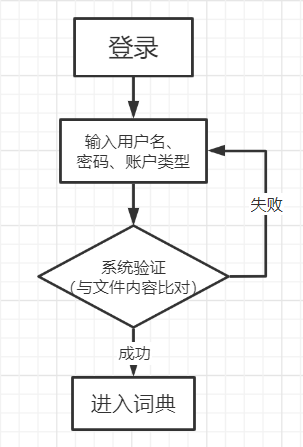 登录
输入用户名、
密码、账户类型
失败
系统验证
（与文件内容比对）
成功
进入词典